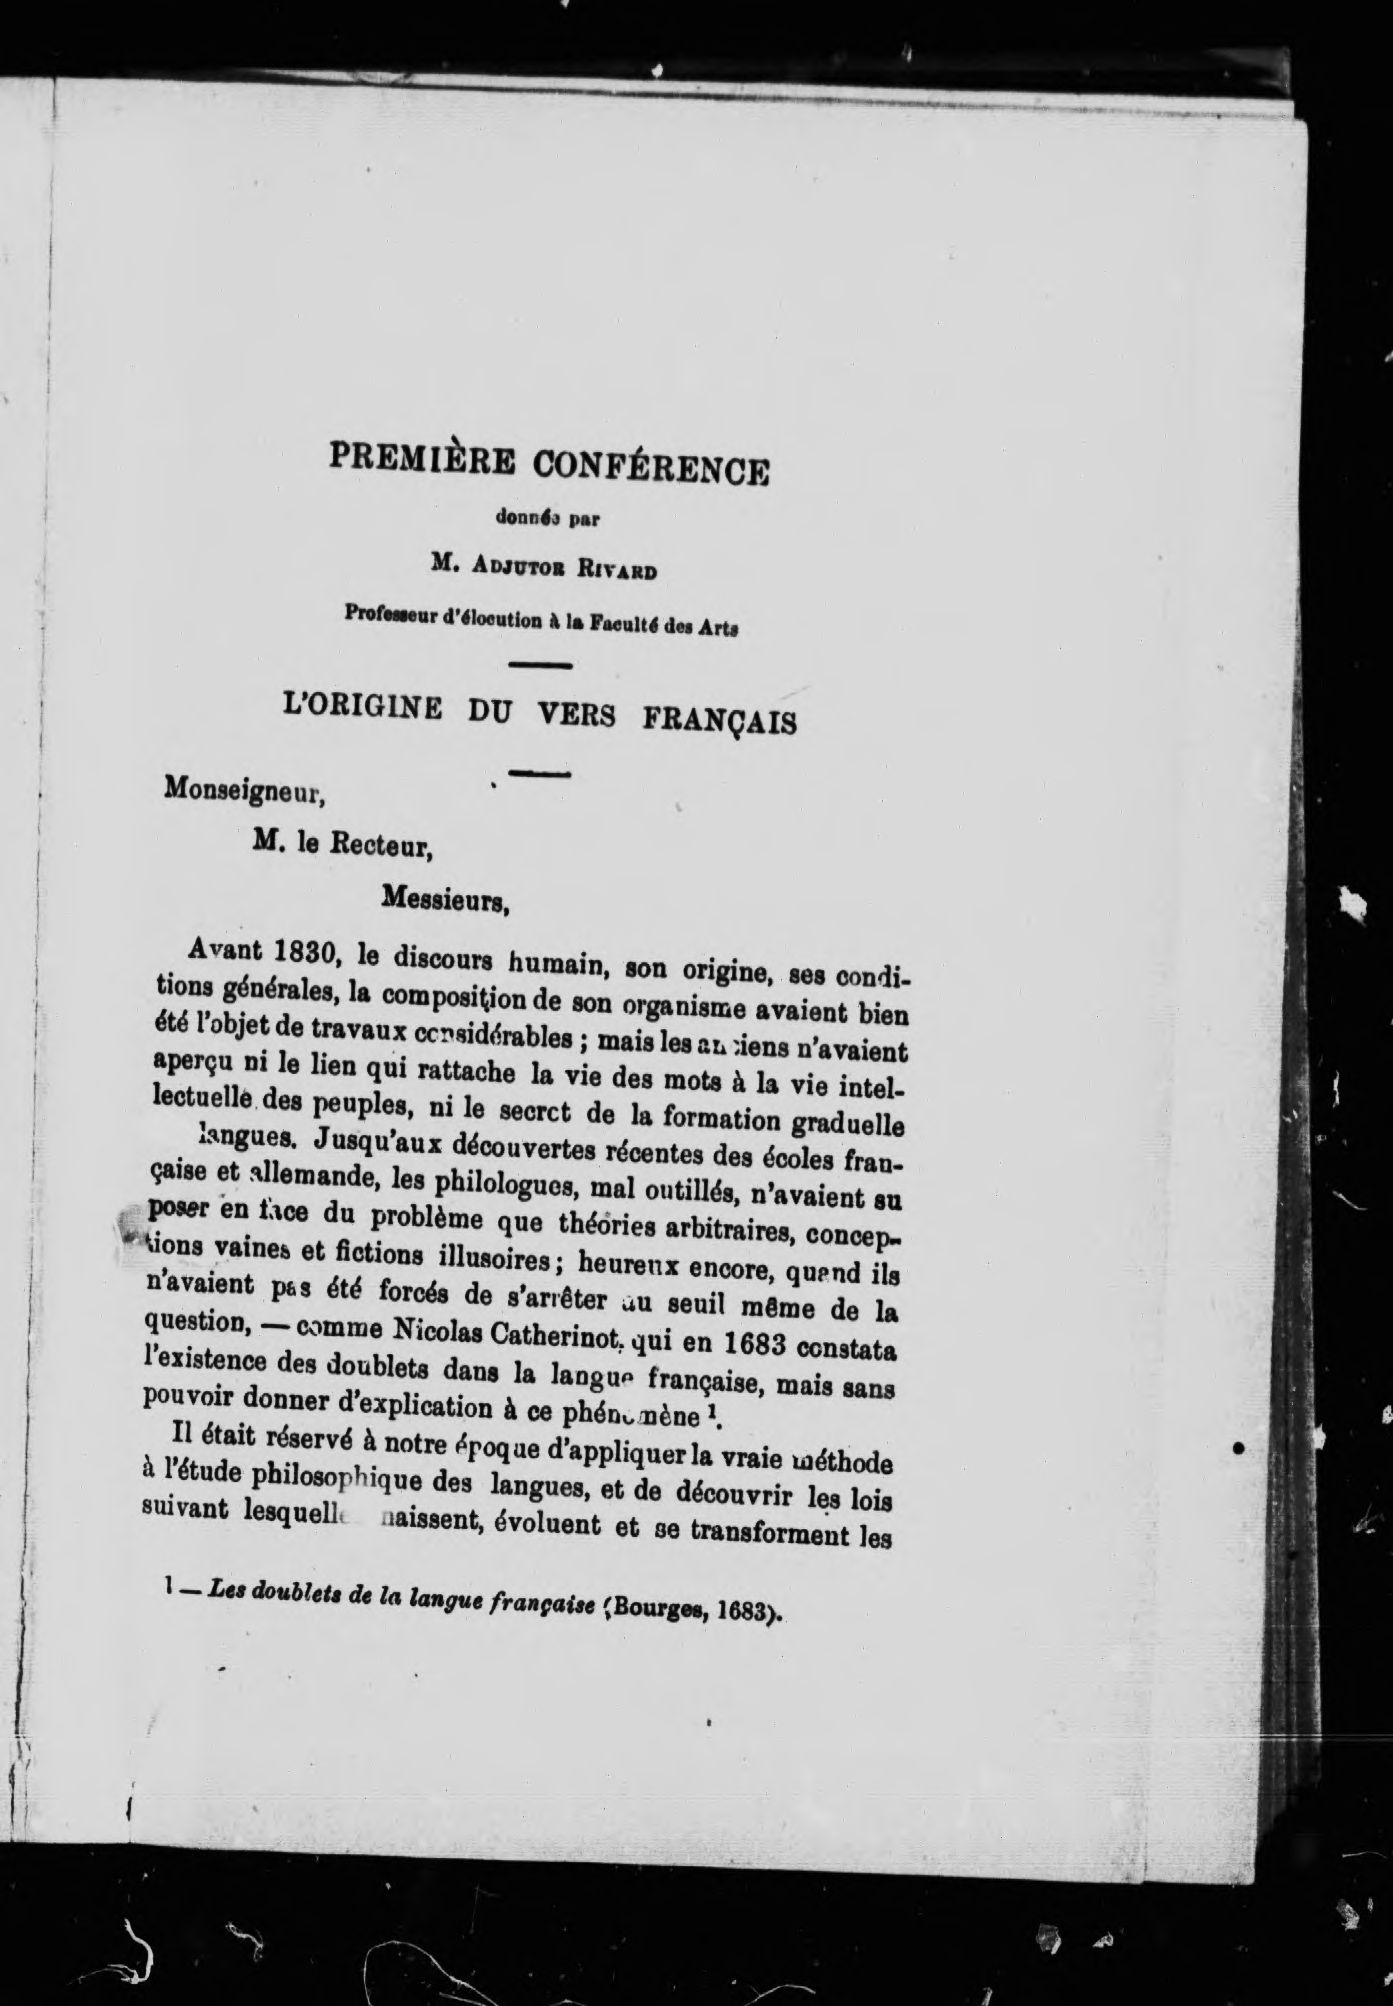 PREMIÈRE CONFÉRENCE
donnée par
M. ADJUTOR RIVARD
Professeur d'élocution à la Faculté des Arts
L'ORIGINE DU VERS FRANÇAIS
Monseigneur,
M. le Recteur,
Messieurs,
Avant 1830, le discours humain, son origine, ses condi-
tions générales, la composition de son organisme avaient bien
été l'objet de travaux considérables ; mais les anciens n'avaient
aperçu ni le lien qui rattache la vie des mots à la vie intel-
lectuelle des peuples, ni le secret de la formation graduelle
langues. Jusqu'aux découvertes récentes des écoles fran-
çaise et allemande, les philologues, mal outillés, n'avaient su
poser en face du problème que théories arbitraires, concep-
tions vaines et fictions illusoires ; heureux encore, quand ils
n'avaient pas été forcés de s'arrêter au seuil même de la
question, — comme Nicolas Catherinot, qui en 1683 constata
l'existence des doublets dans la langue française, mais sans
pouvoir donner d'explication à ce phénomène ¹.
Il était réservé à notre époque d'appliquer la vraie méthode
à l'étude philosophique des langues, et de découvrir les lois
suivant lesquelles naissent, évoluent et se transforment les
1 — Les doublets de la langue française (Bourges, 1683).